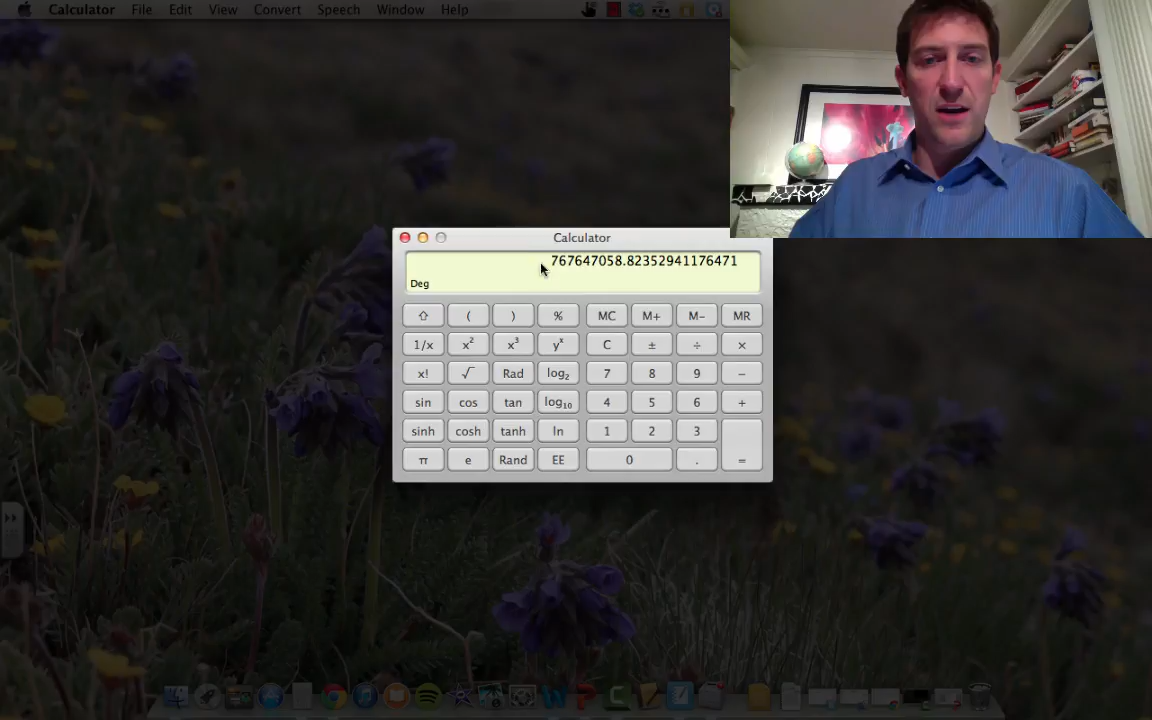 Calculator File Edit View Convert Speech Window Help
Calculator
767647058.82352941176471
Deg
( ) % MC M+ M- MR
1/x x² x³ yˣ C ± ÷ ×
x! √ Rad log₂ 7 8 9 −
sin cos tan log₁₀ 4 5 6 +
sinh cosh tanh ln 1 2 3
π e Rand EE 0 . =